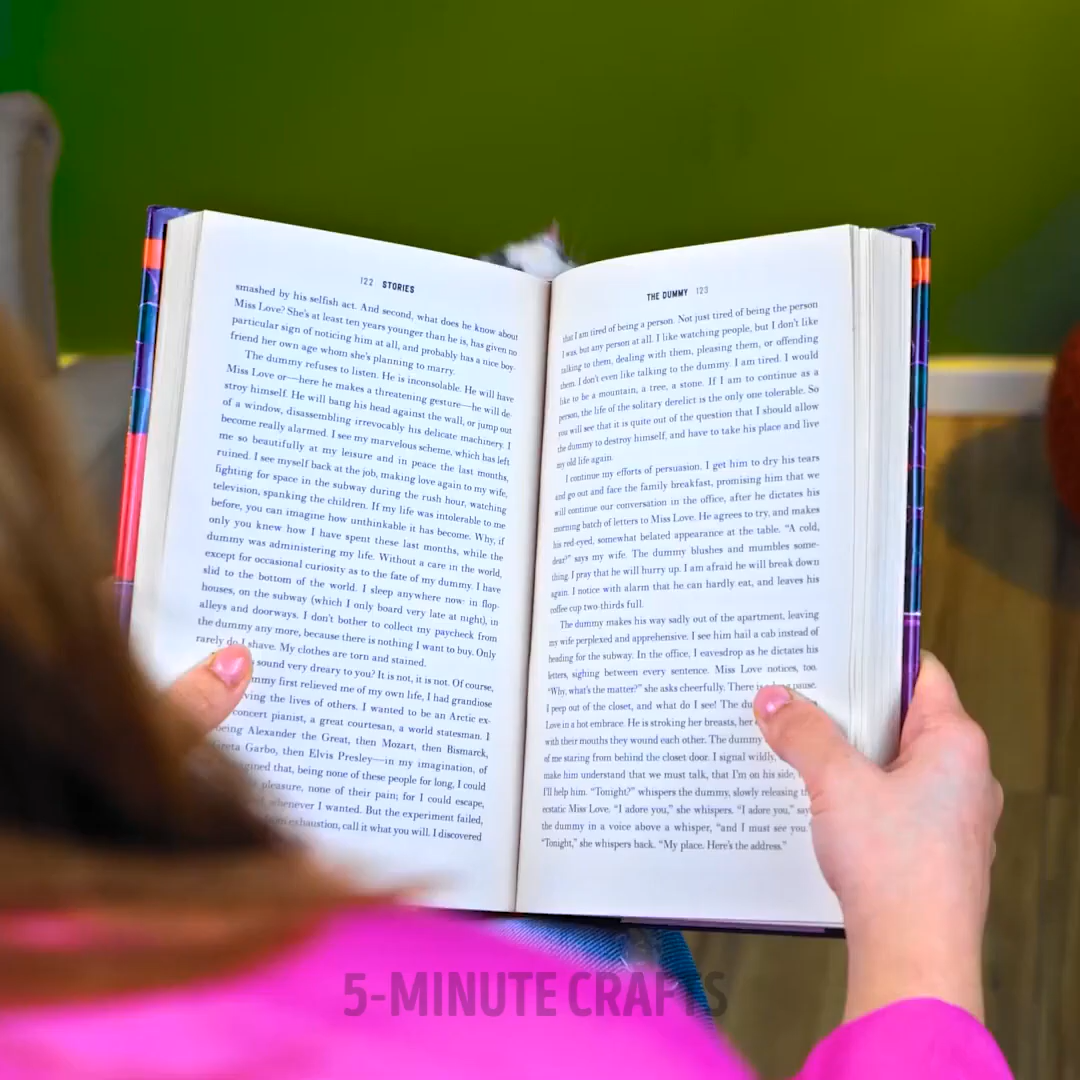 122 STORIES
smashed by his selfish act. And second, what does he know about
Miss Love? She's at least ten years younger than he is, has given no
particular sign of noticing him at all, and probably has a nice boy-
friend her own age whom she's planning to marry.
The dummy refuses to listen. He is inconsolable. He will have
Miss Love or—here he makes a threatening gesture—he will de-
stroy himself. He will bang his head against the wall, or jump out
of a window, disassembling irrevocably his delicate machinery. I
become really alarmed. I see my marvelous scheme, which has left
me so beautifully at my leisure and in peace the last months,
ruined. I see myself back at the job, making love again to my wife,
fighting for space in the subway during the rush hour, watching
television, spanking the children. If my life was intolerable to me
before, you can imagine how unthinkable it has become. Why, if
only you knew how I have spent these last months, while the
dummy was administering my life. Without a care in the world,
except for occasional curiosity as to the fate of my dummy. I have
slid to the bottom of the world. I sleep anywhere now: in flop-
houses, on the subway (which I only board very late at night), in
alleys and doorways. I don't bother to collect my paycheck from
the dummy any more, because there is nothing I want to buy. Only
rarely do I shave. My clothes are torn and stained.
sound very dreary to you? It is not, it is not. Of course,
mmy first relieved me of my own life, I had grandiose
ving the lives of others. I wanted to be an Arctic ex-
concert pianist, a great courtesan, a world statesman. I
being Alexander the Great, then Mozart, then Bismarck,
Greta Garbo, then Elvis Presley—in my imagination, of
gined that, being none of these people for long, I could
pleasure, none of their pain; for I could escape,
whenever I wanted. But the experiment failed,
from exhaustion, call it what you will. I discovered
THE DUMMY 123
that I am tired of being a person. Not just tired of being the person
I was, but any person at all. I like watching people, but I don't like
talking to them, dealing with them, pleasing them, or offending
them. I don't even like talking to the dummy. I am tired. I would
like to be a mountain, a tree, a stone. If I am to continue as a
person, the life of the solitary derelict is the only one tolerable. So
you will see that it is quite out of the question that I should allow
the dummy to destroy himself, and have to take his place and live
my old life again.
I continue my efforts of persuasion. I get him to dry his tears
and go out and face the family breakfast, promising him that we
will continue our conversation in the office, after he dictates his
morning batch of letters to Miss Love. He agrees to try, and makes
his red-eyed, somewhat belated appearance at the table. "A cold,
dear?" says my wife. The dummy blushes and mumbles some-
thing. I pray that he will hurry up. I am afraid he will break down
again. I notice with alarm that he can hardly eat, and leaves his
coffee cup two-thirds full.
The dummy makes his way sadly out of the apartment, leaving
my wife perplexed and apprehensive. I see him hail a cab instead of
heading for the subway. In the office, I eavesdrop as he dictates his
letters, sighing between every sentence. Miss Love notices, too.
"Why, what's the matter?" she asks cheerfully. There is a long pause.
I peep out of the closet, and what do I see! The du
Love in a hot embrace. He is stroking her breasts, her
with their mouths they wound each other. The dummy
of me staring from behind the closet door. I signal wildly,
make him understand that we must talk, that I'm on his side,
I'll help him. "Tonight?" whispers the dummy, slowly releasing th
ecstatic Miss Love. "I adore you," she whispers. "I adore you," say
the dummy in a voice above a whisper, "and I must see you."
"Tonight," she whispers back. "My place. Here's the address."
5-MINUTE CRAFTS